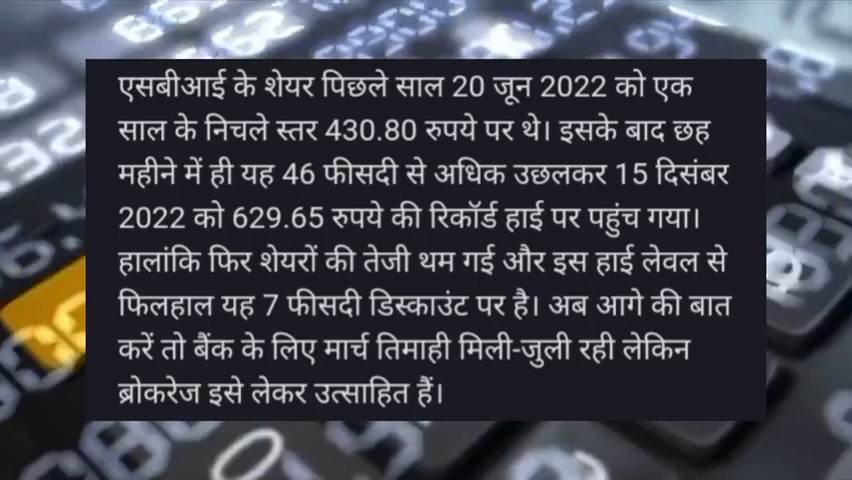 एसबीआई के शेयर पिछले साल 20 जून 2022 को एक
साल के निचले स्तर 430.80 रुपये पर थे। इसके बाद छह
महीने में ही यह 46 फीसदी से अधिक उछलकर 15 दिसंबर
2022 को 629.65 रुपये की रिकॉर्ड हाई पर पहुंच गया।
हालांकि फिर शेयरों की तेजी थम गई और इस हाई लेवल से
फिलहाल यह 7 फीसदी डिस्काउंट पर है। अब आगे की बात
करें तो बैंक के लिए मार्च तिमाही मिली-जुली रही लेकिन
ब्रोकरेज इसे लेकर उत्साहित हैं।